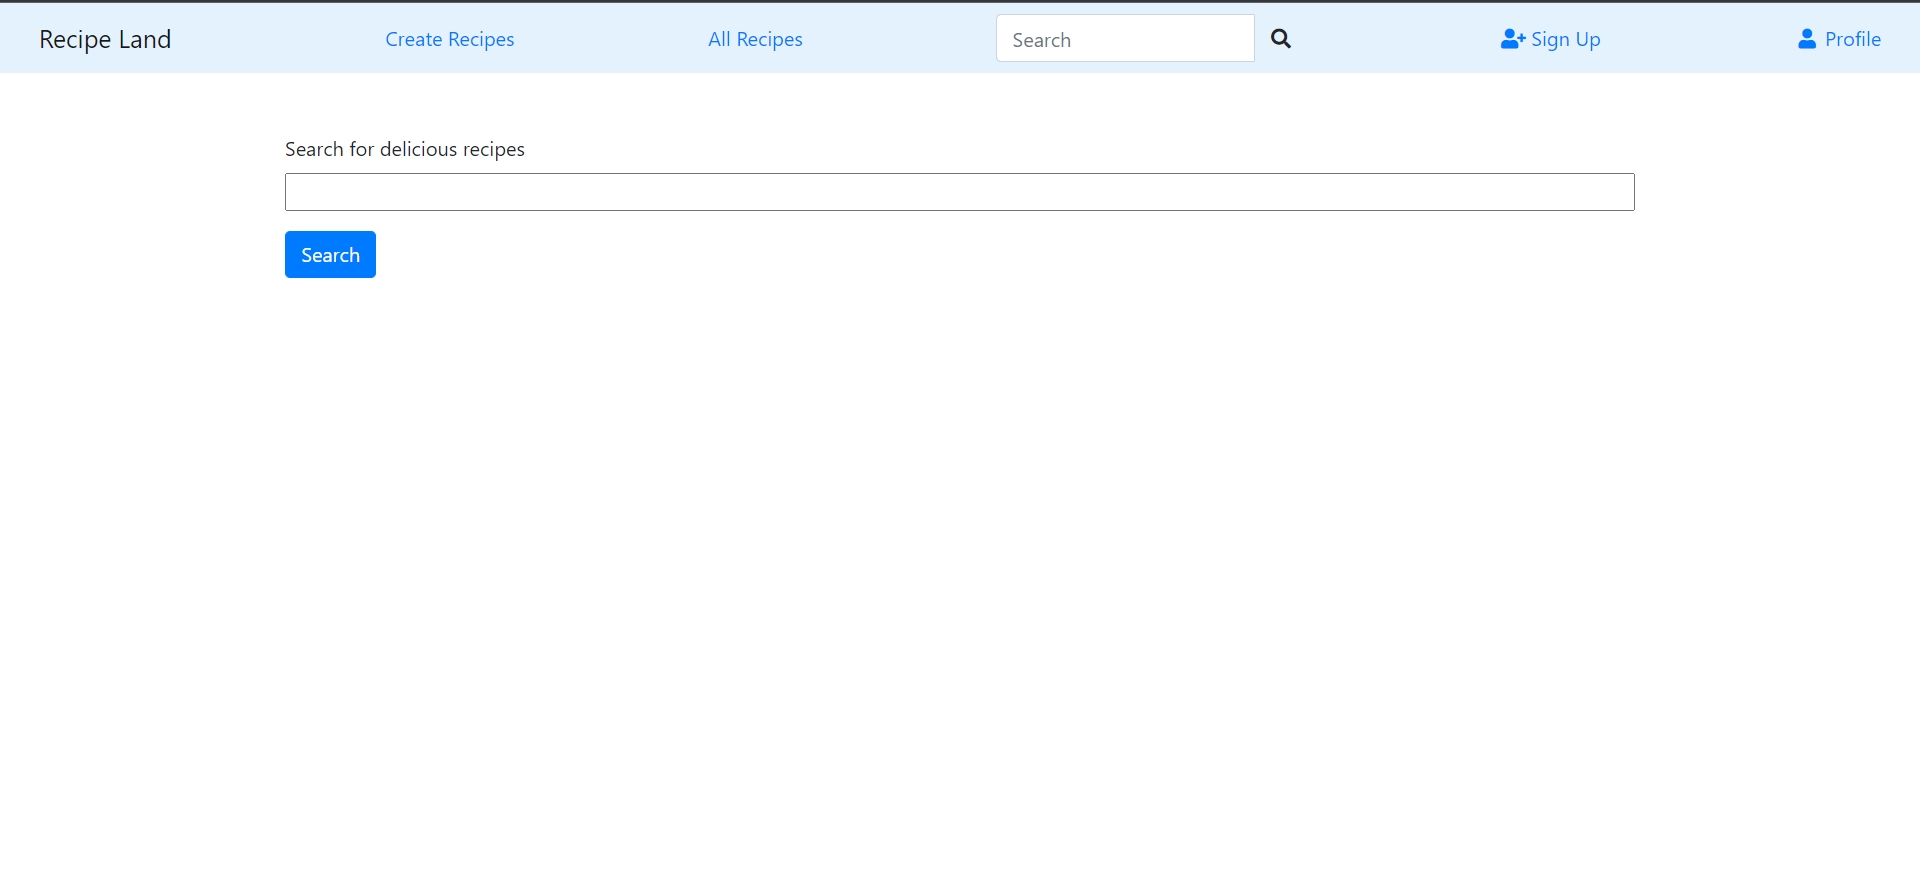 Recipe Land
Create Recipes
All Recipes
Search
Sign Up
Profile
Search for delicious recipes
Search